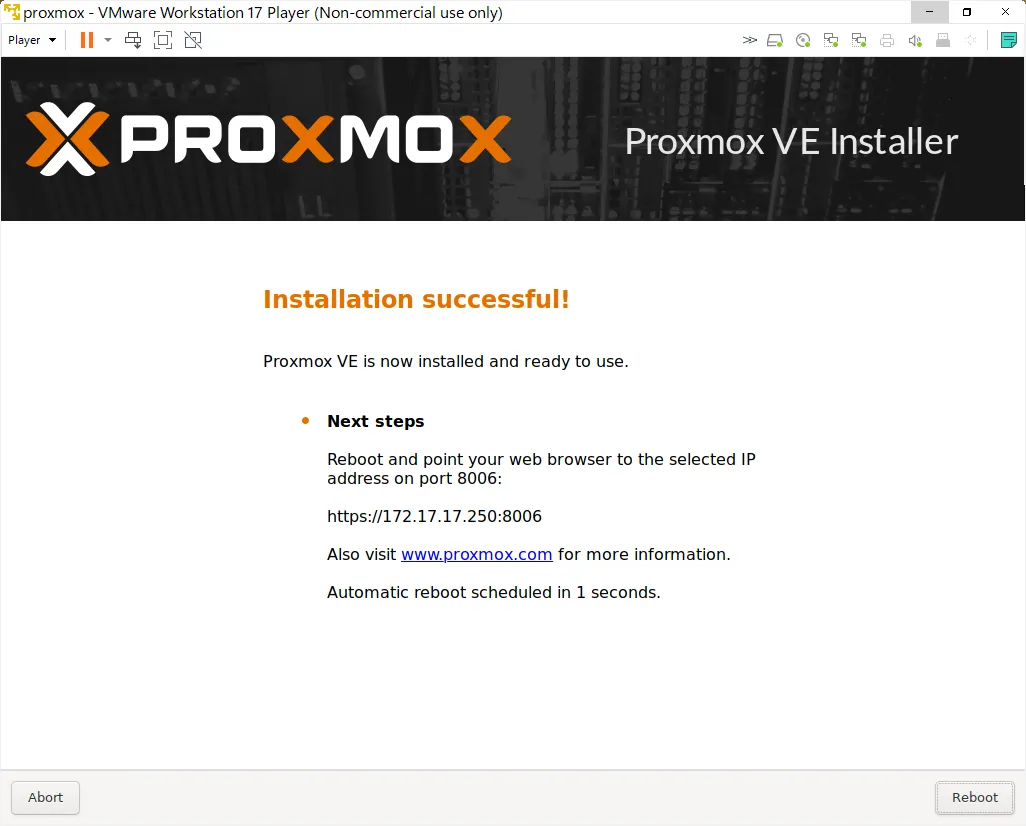 proxmox - VMware Workstation 17 Player (Non-commercial use only)
Player
PROXMOX
Proxmox VE Installer
Installation successful!
Proxmox VE is now installed and ready to use.
Next steps
Reboot and point your web browser to the selected IP
address on port 8006:
https://172.17.17.250:8006
Also visit www.proxmox.com for more information.
Automatic reboot scheduled in 1 seconds.
Abort
Reboot